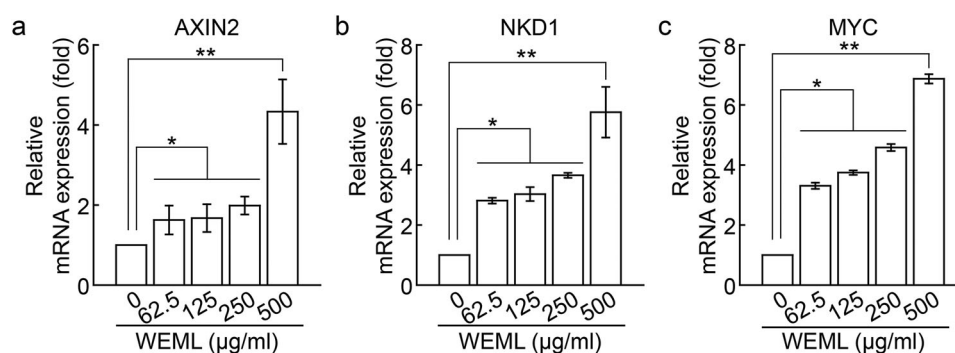 a
AXIN2
Relative
mRNA expression (fold)
6
4
2
0
**
*
0
62.5
125
250
500
WEML (μg/ml)
b
NKD1
Relative
mRNA expression (fold)
8
6
4
2
0
**
*
0
62.5
125
250
500
WEML (μg/ml)
c
MYC
Relative
mRNA expression (fold)
8
6
4
2
0
**
*
0
62.5
125
250
500
WEML (μg/ml)